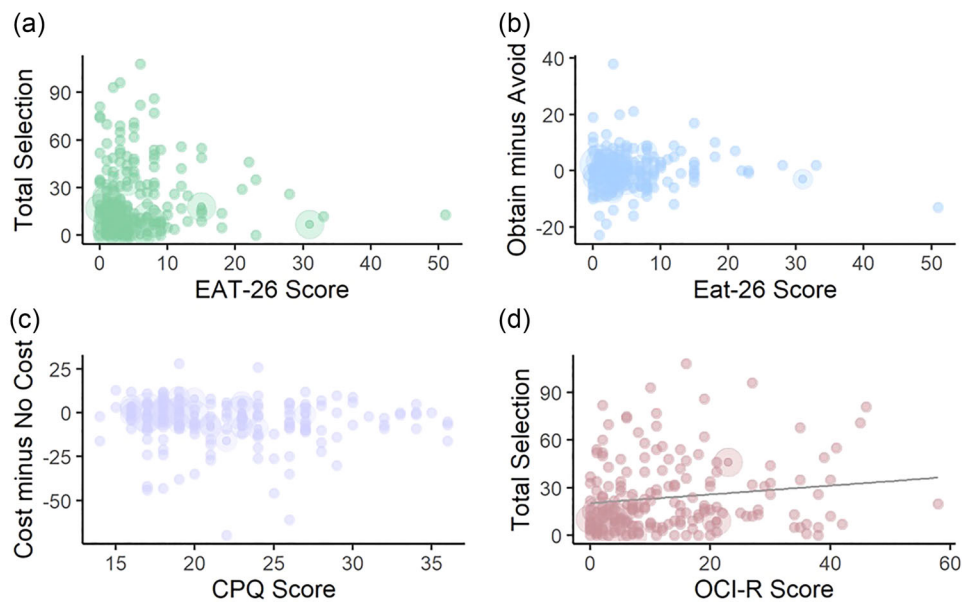 (a)
Total Selection
90
60
30
0
0 10 20 30 40 50
EAT-26 Score
(b)
Obtain minus Avoid
40
20
0
-20
0 10 20 30 40 50
Eat-26 Score
(c)
Cost minus No Cost
25
0
-25
-50
15 20 25 30 35
CPQ Score
(d)
Total Selection
90
60
30
0
0 20 40 60
OCI-R Score